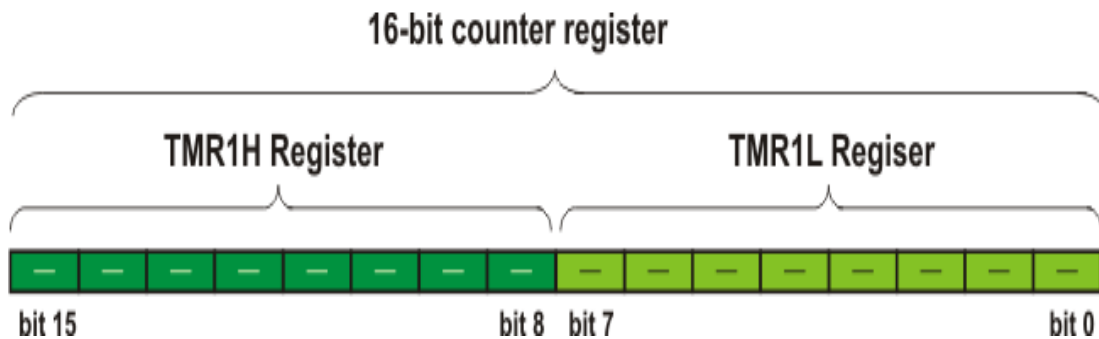 16-bit counter register
TMR1H Register TMR1L Regiser
bit 15 bit 8 bit 7 bit 0